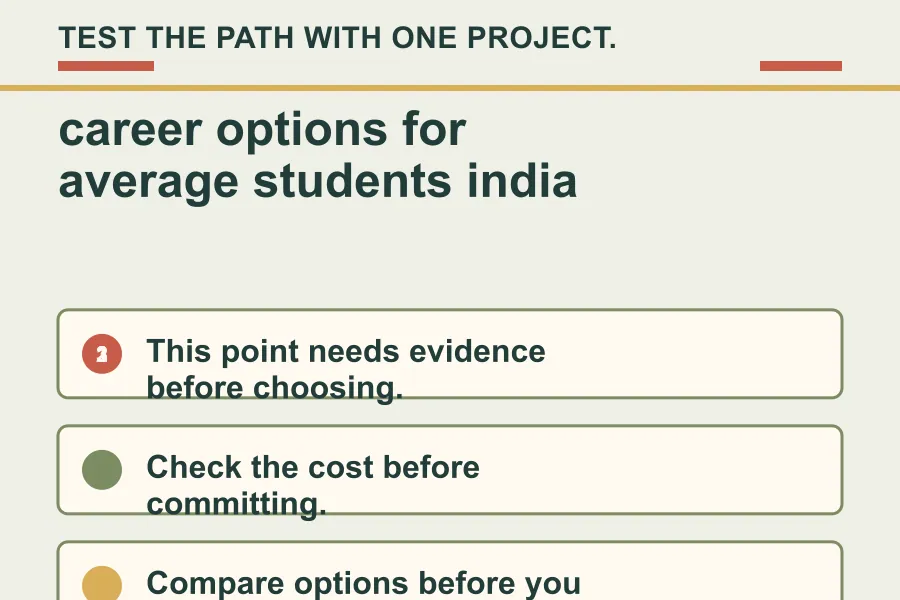 TEST THE PATH WITH ONE PROJECT.
career options for
average students india
This point needs evidence
before choosing.
Check the cost before
committing.
Compare options before you